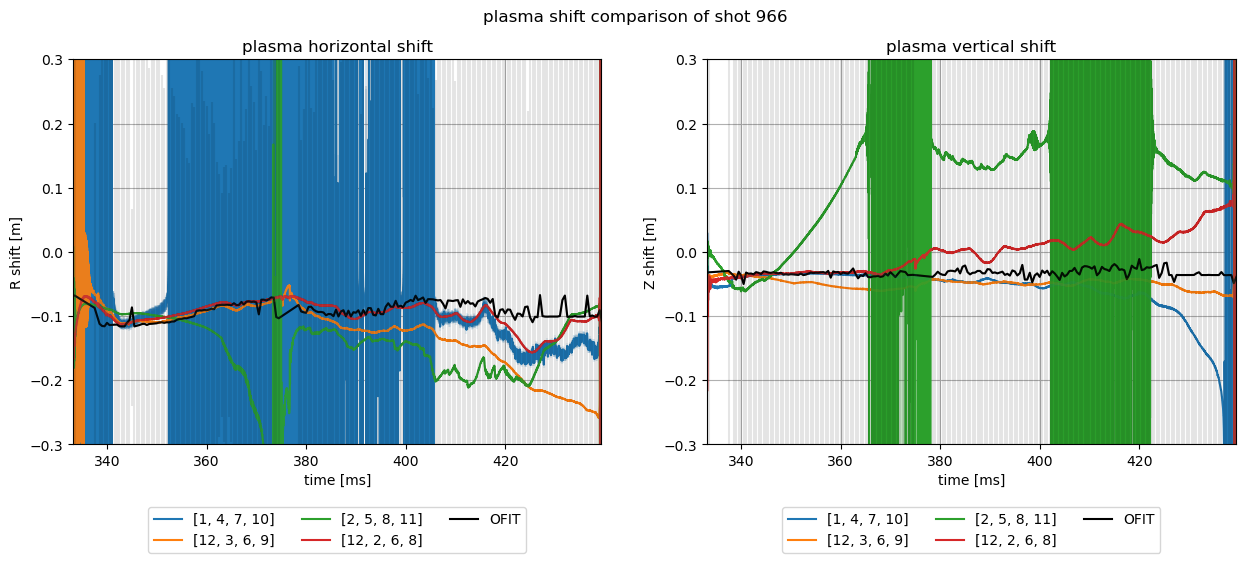 plasma shift comparison of shot 966
plasma horizontal shift
0.3
0.2
0.1
0.0
−0.1
−0.2
−0.3
R shift [m]
340
360
380
400
420
time [ms]
[1, 4, 7, 10]
[12, 3, 6, 9]
[2, 5, 8, 11]
[12, 2, 6, 8]
OFIT
plasma vertical shift
0.3
0.2
0.1
0.0
−0.1
−0.2
−0.3
Z shift [m]
340
360
380
400
420
time [ms]
[1, 4, 7, 10]
[12, 3, 6, 9]
[2, 5, 8, 11]
[12, 2, 6, 8]
OFIT